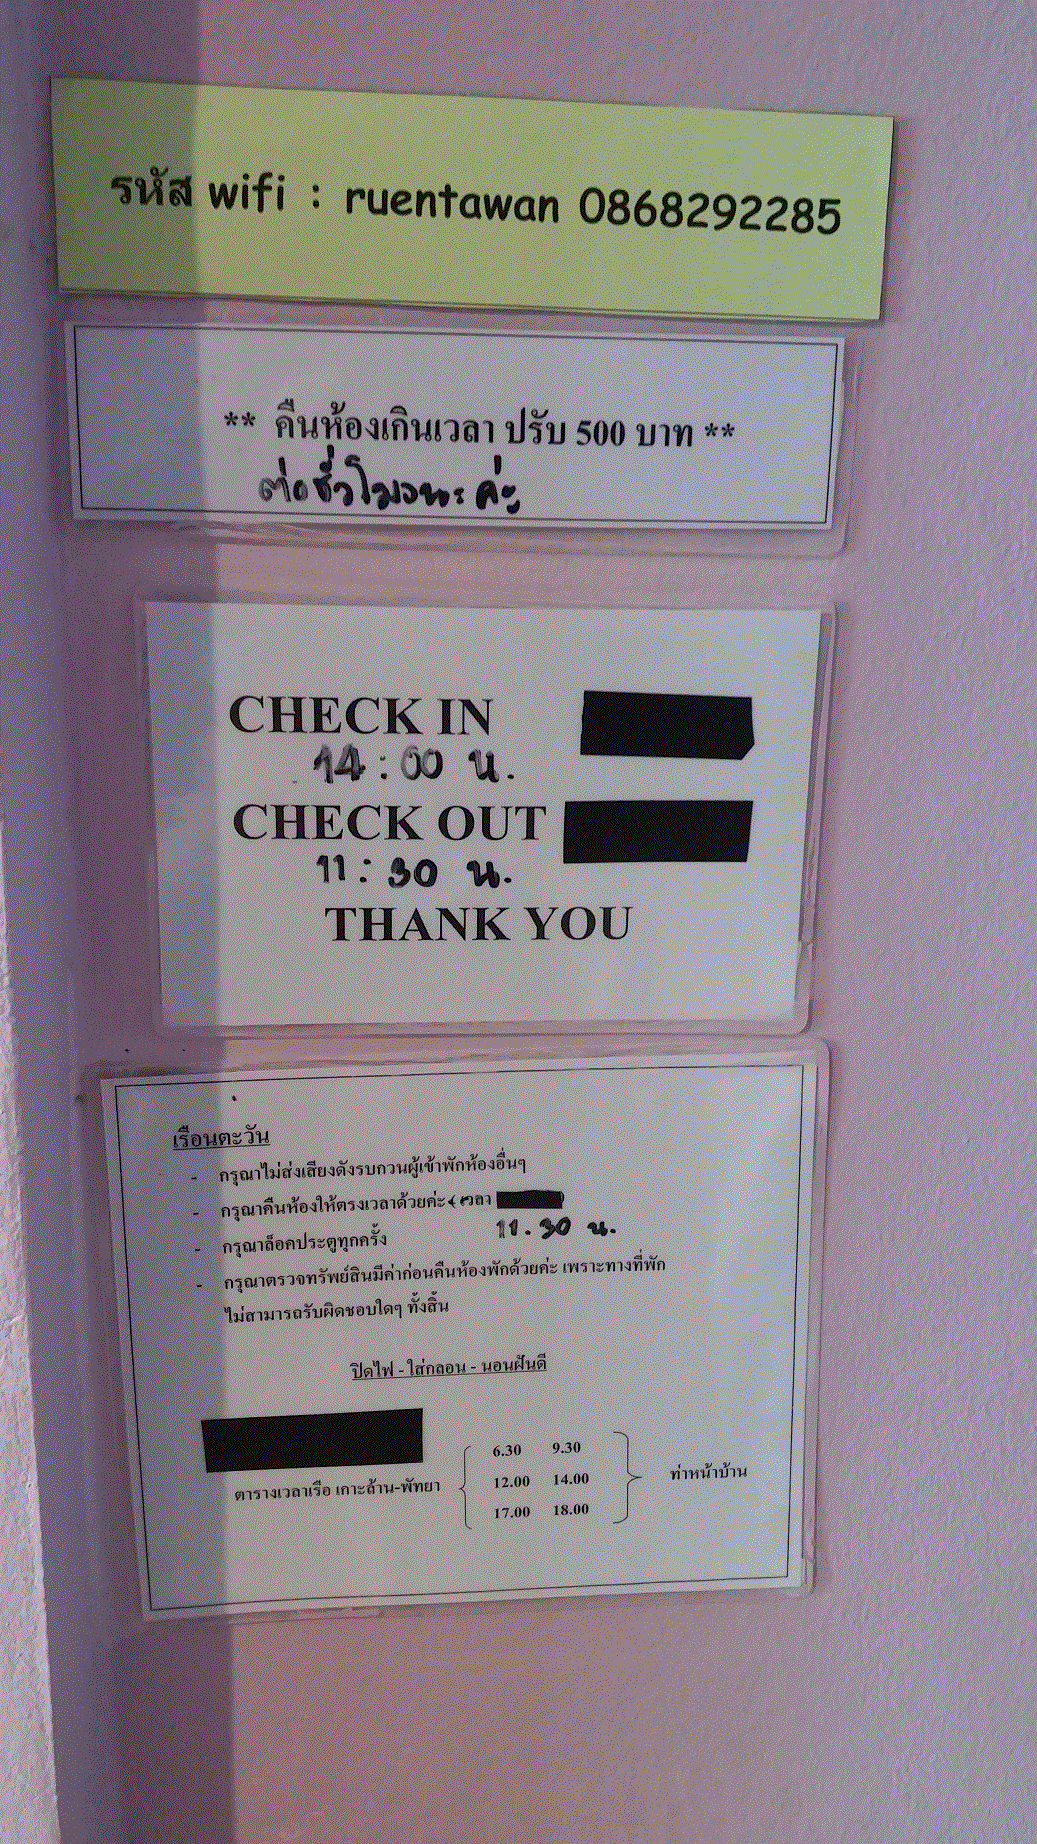 รหัส wifi : ruentawan 0868292285
** คืนห้องเกินเวลา ปรับ 500 บาท **
ต่อชั่วโมงนะค่ะ
CHECK IN
14:00 น.
CHECK OUT
11:30 น.
THANK YOU
เรือนตะวัน
- กรุณาไม่ส่งเสียงดังรบกวนผู้เข้าพักห้องอื่นๆ
- กรุณาคืนห้องให้ตรงเวลาด้วยค่ะ (เวลา )
11.30 น.
- กรุณาล็อคประตูทุกครั้ง
- กรุณาตรวจทรัพย์สินมีค่าก่อนคืนห้องพักด้วยค่ะ เพราะทางที่พัก
ไม่สามารถรับผิดชอบใดๆ ทั้งสิ้น
ปิดไฟ - ใส่กลอน - นอนฝันดี
6.30 9.30
ตารางเวลาเรือ เกาะล้าน-พัทยา 12.00 14.00 ท่าหน้าบ้าน
17.00 18.00